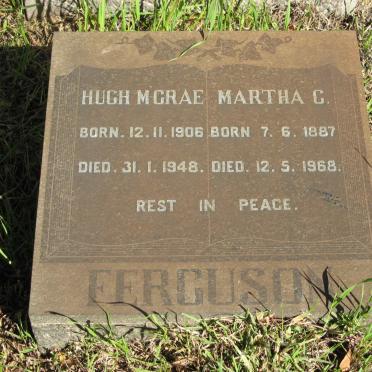 HUGH MCRAE MARTHA C.
BORN. 12. 11. 1906 BORN 7. 6. 1887
DIED. 31. 1. 1948. DIED. 12. 5. 1968.
REST IN PEACE.
FERGUSON